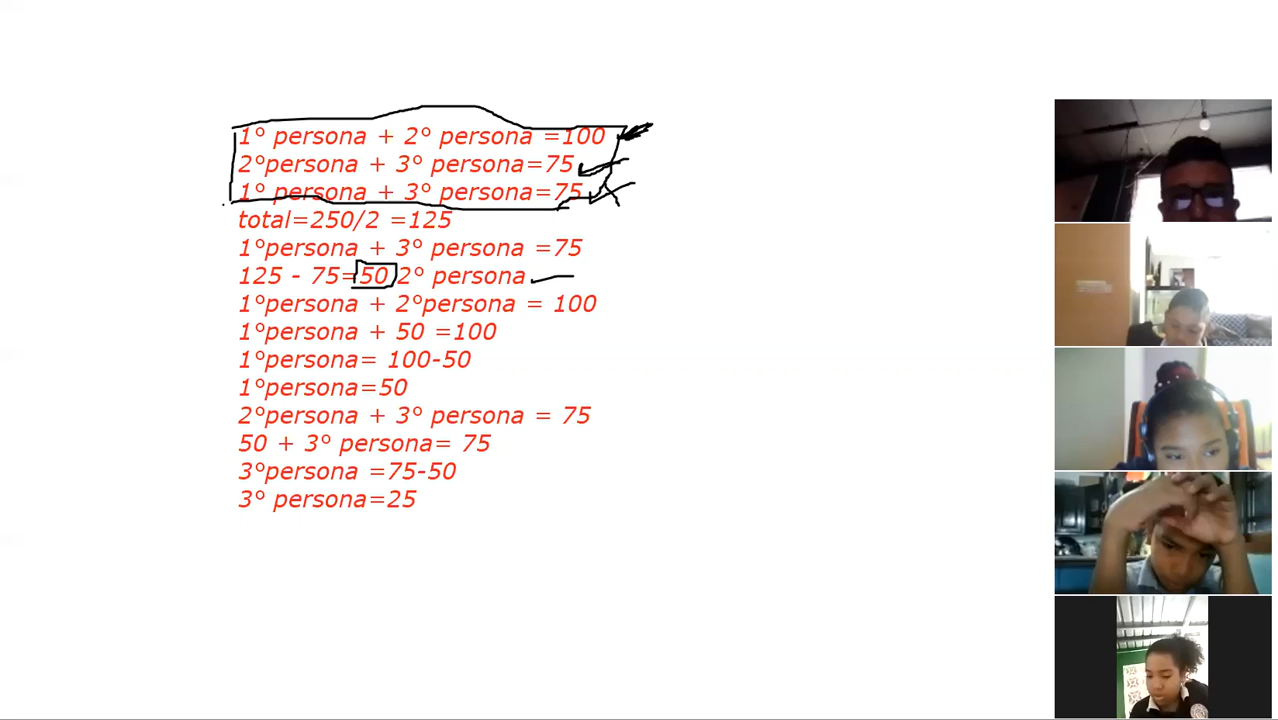 1° persona + 2° persona =100
2°persona + 3° persona=75
1° persona + 3° persona=75
total=250/2 =125
1°persona + 3° persona =75
125 - 75=50 2° persona
1°persona + 2°persona = 100
1°persona + 50 =100
1°persona= 100-50
1°persona=50
2°persona + 3° persona = 75
50 + 3° persona= 75
3°persona =75-50
3° persona=25